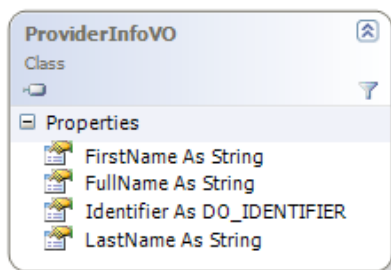 ProviderInfoVO
Class
Properties
FirstName As String
FullName As String
Identifier As DO_IDENTIFIER
LastName As String